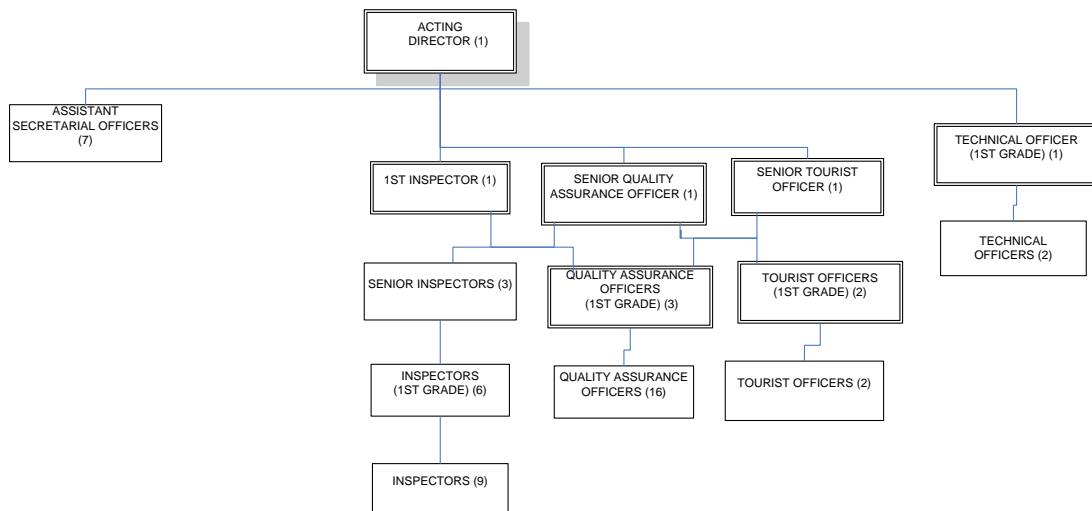 ACTING
DIRECTOR (1)
ASSISTANT
SECRETARIAL OFFICERS
(7)
TECHNICAL OFFICER
(1ST GRADE) (1)
1ST INSPECTOR (1)
SENIOR QUALITY
ASSURANCE OFFICER (1)
SENIOR TOURIST
OFFICER (1)
TECHNICAL
OFFICERS (2)
SENIOR INSPECTORS (3)
QUALITY ASSURANCE
OFFICERS
(1ST GRADE) (3)
TOURIST OFFICERS
(1ST GRADE) (2)
INSPECTORS
(1ST GRADE) (6)
QUALITY ASSURANCE
OFFICERS (16)
TOURIST OFFICERS (2)
INSPECTORS (9)